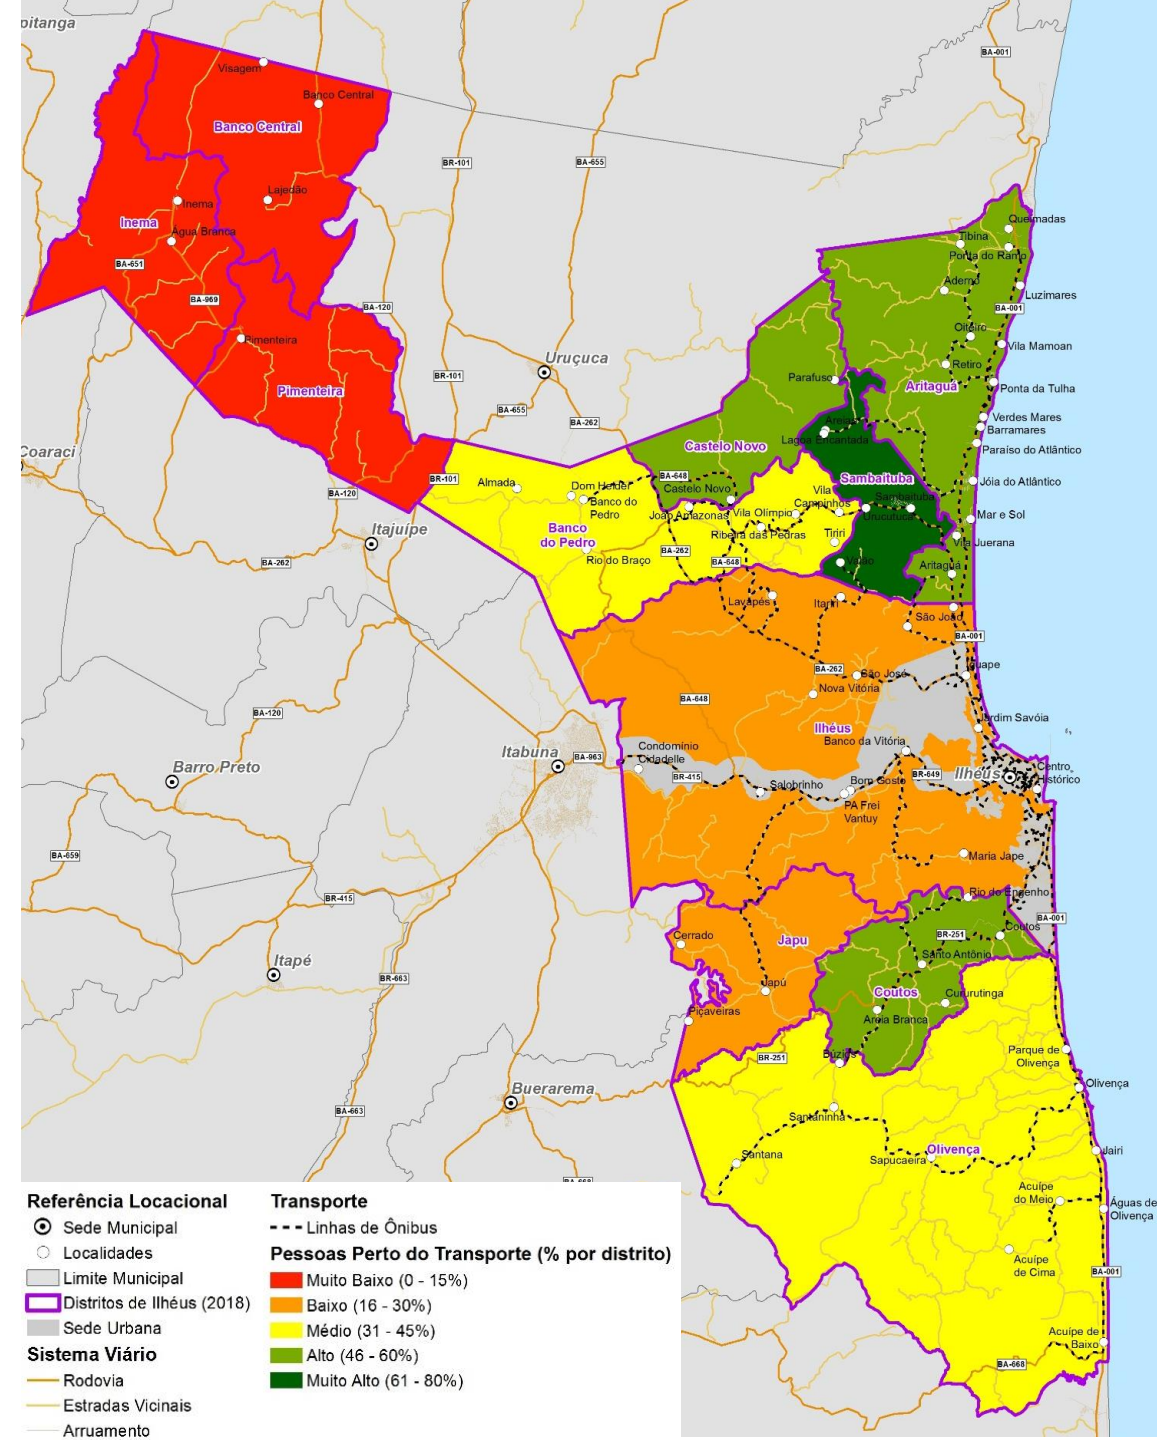 pitanga
BA-001
Visagem
Banco Central
Banco Central
BR-101
BA-655
Lajedão
Inema
Inema
Água Branca
BA-651
BA-969
BA-120
Pimenteira
Pimenteira
Queimadas
Tibina
Ponta do Ramo
Ademo
Luzimares
BA-001
Oiteiro
Vila Mamoan
Retiro
Aritaguá
Ponta da Tulha
Uruçuca
BR-101
Parafuso
BA-655
BA-262
Verdes Mares
Barramares
Areias
Lagoa Encantada
Paraíso do Atlântico
Castelo Novo
Coaraci
BR-101
BA-648
Sambaituba
Jóia do Atlântico
Almada
Dom Helder
Castelo Novo
Vila
Campinhos
Sambaituba
BA-120
Banco do
Pedro
João Amazonas
Vila Olímpio
Urucutuca
Mar e Sol
Itajuípe
Banco
do Pedro
Ribeira das Pedras
Tiriri
Vila Juerana
BA-262
Rio do Braço
BA-262
BA-648
Valão
Aritaguá
Lavapés
Itariri
São João
BA-001
BA-262
São José
Iguape
Nova Vitória
BA-648
BA-120
Ilhéus
Jardim Savóia
Banco da Vitória
Itabuna
BA-963
Condomínio
Cidadelle
Barro Preto
BR-415
Salobrinho
Bom Gosto
BR-649
Ilhéus
Centro
Histórico
PA Frei
Vantuy
BA-659
Maria Jape
BR-415
Rio do Engenho
BA-001
Cerrado
Japu
BR-251
Coutos
Itapé
Santo Antônio
BR-663
Japú
Coutos
Cururutinga
Piçaveiras
Areia Branca
Búzios
BR-251
Parque de
Olivença
Buerarema
Olivença
BA-663
Santaninha
Santana
Sapucaeira
Olivença
Jairi
BA-668
Acuípe
do Meio
Águas de
Olivença
Acuípe
de Cima
BA-001
Acuípe de
Baixo
BA-668
Referência Locacional
Sede Municipal
Localidades
Limite Municipal
Distritos de Ilhéus (2018)
Sede Urbana
Sistema Viário
Rodovia
Estradas Vicinais
Arruamento
Transporte
Linhas de Ônibus
Pessoas Perto do Transporte (% por distrito)
Muito Baixo (0 - 15%)
Baixo (16 - 30%)
Médio (31 - 45%)
Alto (46 - 60%)
Muito Alto (61 - 80%)